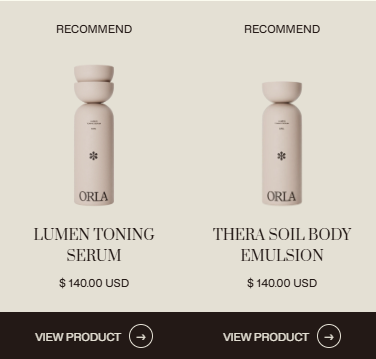 RECOMMEND
ORLA
LUMEN TONING
SERUM
$ 140.00 USD
VIEW PRODUCT
RECOMMEND
ORLA
THERA SOIL BODY
EMULSION
$ 140.00 USD
VIEW PRODUCT